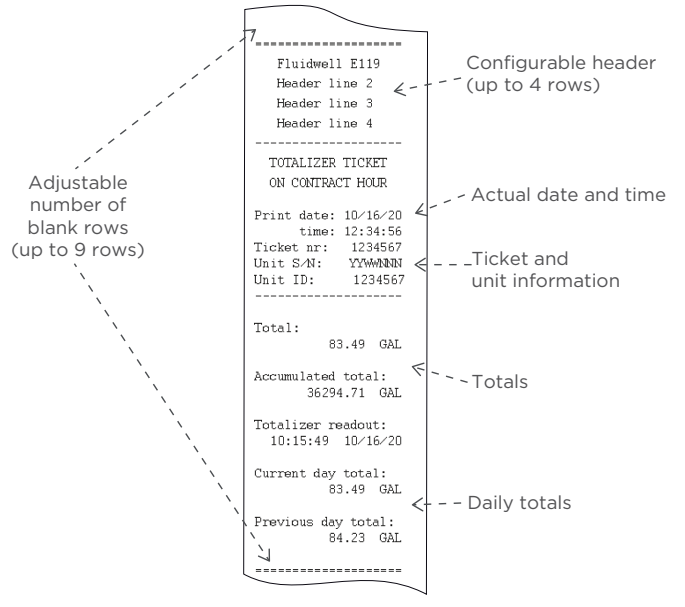 ====================
Fluidwell E119
Header line 2
Header line 3
Header line 4
--------------------
TOTALIZER TICKET
ON CONTRACT HOUR
Print date: 10/16/20
time: 12:34:56
Ticket nr: 1234567
Unit S/N: YYWWNNN
Unit ID: 1234567
--------------------
Total:
83.49 GAL
Accumulated total:
36294.71 GAL
Totalizer readout:
10:15:49 10/16/20
Current day total:
83.49 GAL
Previous day total:
84.23 GAL
====================
Adjustable
number of
blank rows
(up to 9 rows)
Configurable header
(up to 4 rows)
Actual date and time
Ticket and
unit information
Totals
Daily totals